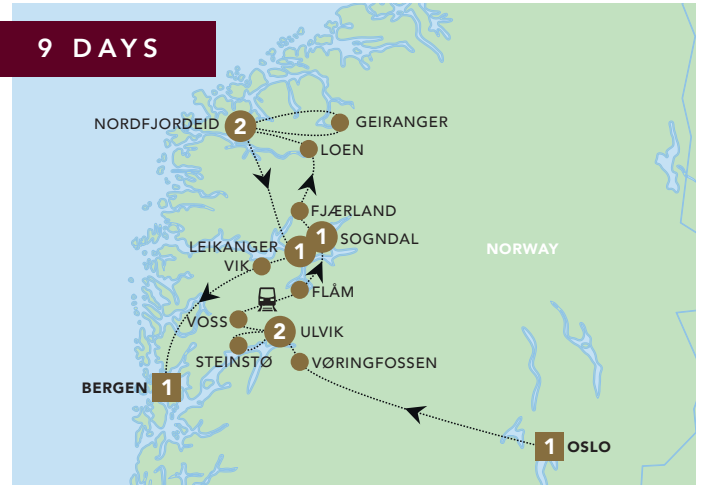 9 DAYS
NORDFJORDEID
2
GEIRANGER
LOEN
FJÆRLAND
1
SOGNDAL
LEIKANGER
1
VIK
NORWAY
FLÅM
VOSS
2
ULVIK
STEINSTØ
VØRINGFOSSEN
BERGEN
1
1
OSLO